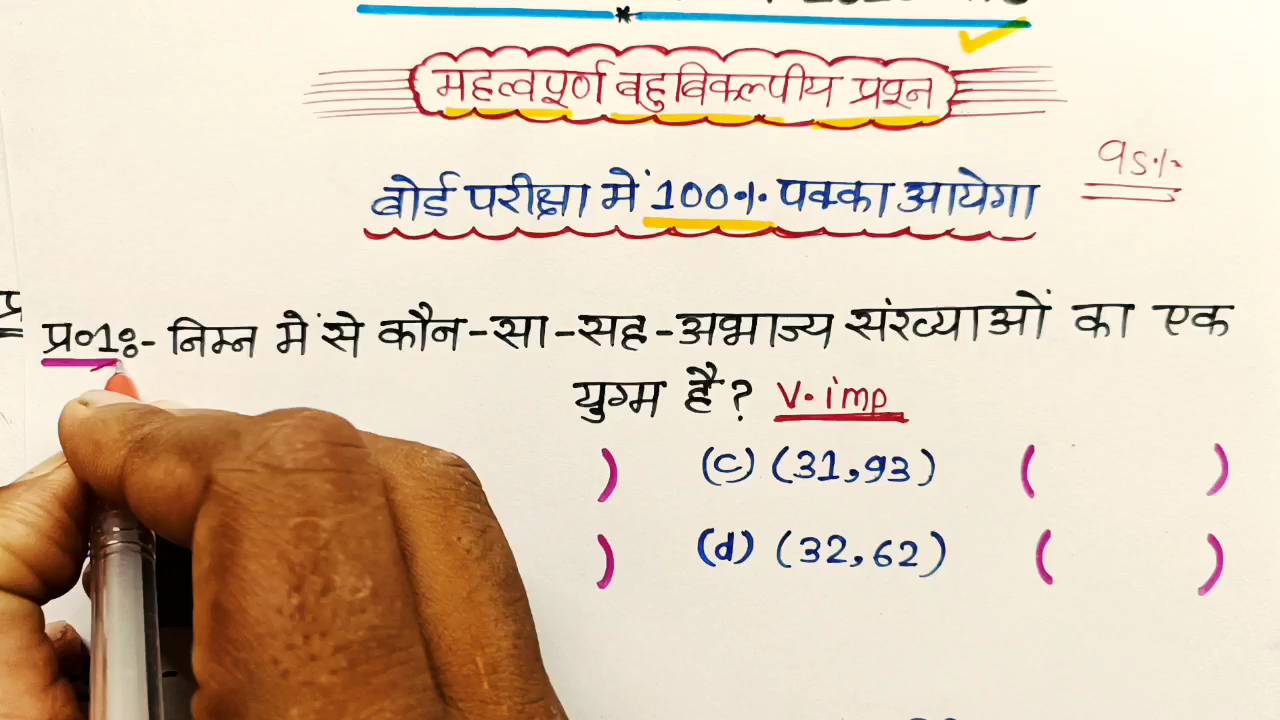 महत्वपूर्ण बहुविकल्पीय प्रश्न
बोर्ड परीक्षा में 100% पक्का आयेगा
95%
प्र०1ः- निम्न में से कौन-सा-सह-अभाज्य संख्याओं का एक
युग्म है? V. imp
) (c) (31,93) ( )
) (d) (32,62) ( )